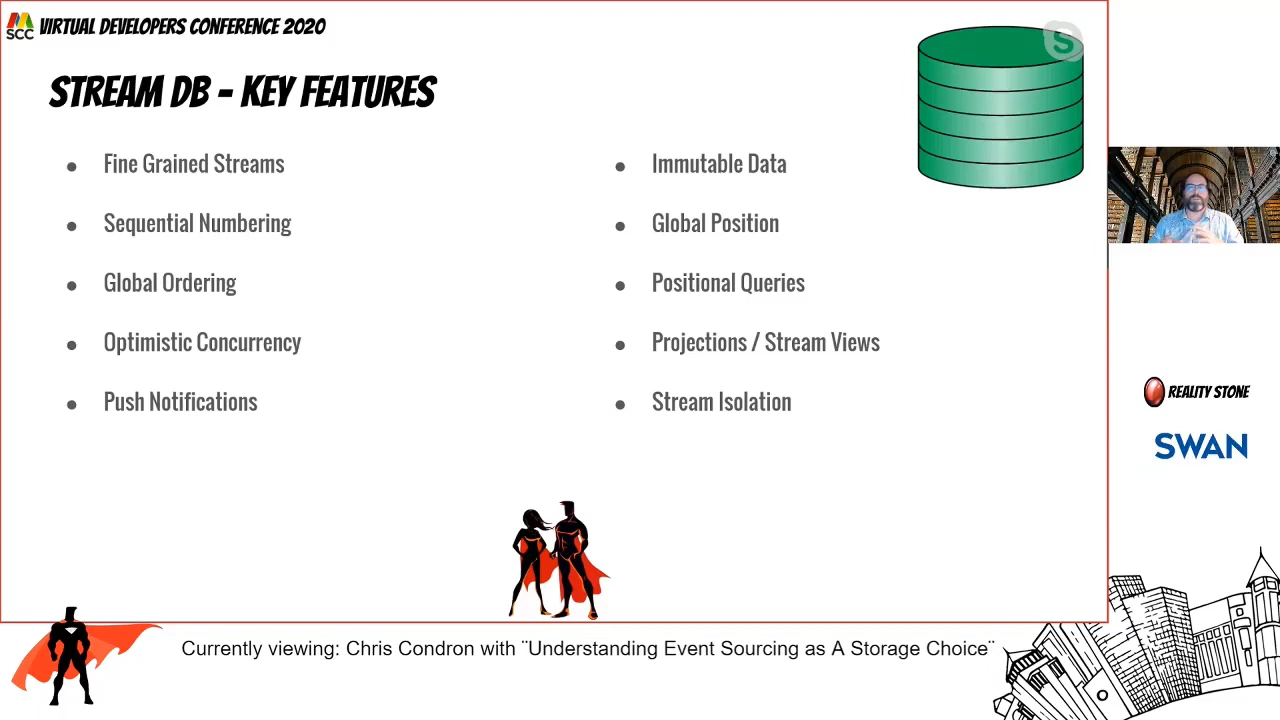 SCC VIRTUAL DEVELOPERS CONFERENCE 2020
S
STREAM DB - KEY FEATURES
● Fine Grained Streams
● Sequential Numbering
● Global Ordering
● Optimistic Concurrency
● Push Notifications
● Immutable Data
● Global Position
● Positional Queries
● Projections / Stream Views
● Stream Isolation
REALITY STONE
SWAN
Currently viewing: Chris Condron with ¨Understanding Event Sourcing as A Storage Choice¨